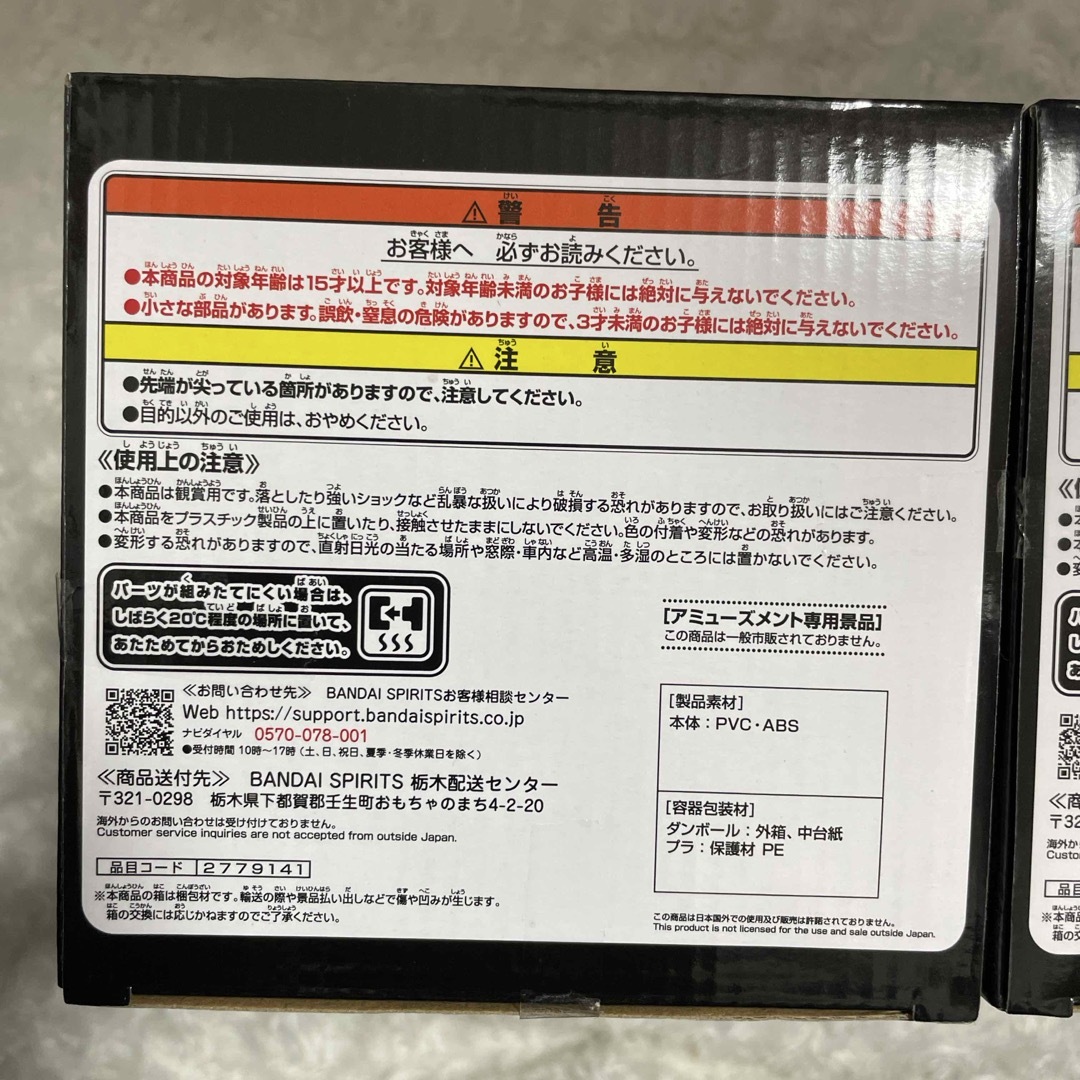 ⚠警告
お客様へ 必ずお読みください。
●本商品の対象年齢は15才以上です。対象年齢未満のお子様には絶対に与えないでください。
●小さな部品があります。誤飲・窒息の危険がありますので、3才未満のお子様には絶対に与えないでください。
⚠注意
●先端が尖っている箇所がありますので、注意してください。
●目的以外のご使用は、おやめください。
《使用上の注意》
●本商品は観賞用です。落としたり強いショックなど乱暴な扱いにより破損する恐れがありますので、お取り扱いにはご注意ください。
●本商品をプラスチック製品の上に置いたり、接触させたままにしないでください。色の付着や変形などの恐れがあります。
●変形する恐れがありますので、直射日光の当たる場所や窓際・車内など高温・多湿のところには置かないでください。
パーツが組みたてにくい場合は、
しばらく20℃程度の場所に置いて、
あたためてからおためしください。
[アミューズメント専用景品]
この商品は一般市販されておりません。
≪お問い合わせ先≫ BANDAI SPIRITSお客様相談センター
Web https://support.bandaispirits.co.jp
ナビダイヤル 0570-078-001
●受付時間 10時〜17時(土、日、祝日、夏季・冬季休業日を除く)
≪商品送付先≫ BANDAI SPIRITS 栃木配送センター
〒321-0298 栃木県下都賀郡壬生町おもちゃのまち4-2-20
海外からのお問い合わせは受け付けておりません。
Customer service inquiries are not accepted from outside Japan.
品目コード 2779141
※本商品の箱は梱包材です。輸送の際や景品払い出しなどで傷や凹みが生じます。
箱の交換には応じかねますのでご了承ください。
[製品素材]
本体：PVC・ABS
[容器包装材]
ダンボール：外箱、中台紙
プラ：保護材 PE
この商品は日本国外での使用及び販売は許諾されておりません。
This product is not licensed for the use and sale outside Japan.